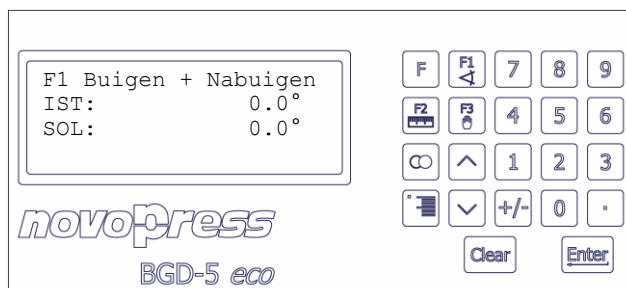 F1 Buigen + Nabuigen
IST: 0.0°
SOL: 0.0°
novopress
BGD-5 eco
F F1 7 8 9
F2 F3 4 5 6
1 2 3
+/- 0 .
Clear Enter